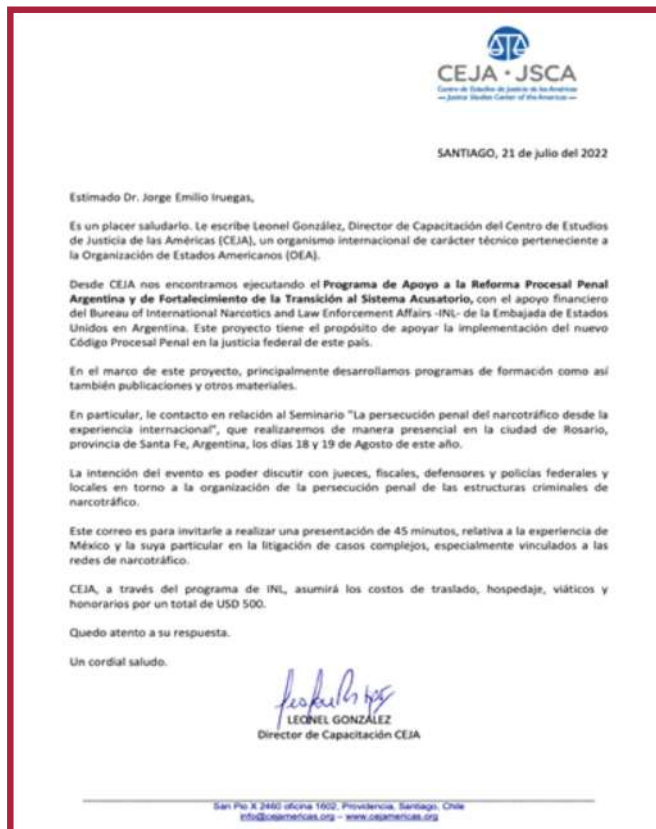 CEJA · JSCA
Centro de Estudios de Justicia de las Américas
Justice Studies Center of the Americas
SANTIAGO, 21 de julio del 2022
Estimado Dr. Jorge Emilio Iruegas,
Es un placer saludarlo. Le escribe Leonel González, Director de Capacitación del Centro de Estudios
de Justicia de las Américas (CEJA), un organismo internacional de carácter técnico perteneciente a
la Organización de Estados Americanos (OEA).
Desde CEJA nos encontramos ejecutando el Programa de Apoyo a la Reforma Procesal Penal
Argentina y de Fortalecimiento de la Transición al Sistema Acusatorio, con el apoyo financiero
del Bureau of International Narcotics and Law Enforcement Affairs -INL- de la Embajada de Estados
Unidos en Argentina. Este proyecto tiene el propósito de apoyar la implementación del nuevo
Código Procesal Penal en la justicia federal de este país.
En el marco de este proyecto, principalmente desarrollamos programas de formación como así
también publicaciones y otros materiales.
En particular, le contacto en relación al Seminario "La persecución penal del narcotráfico desde la
experiencia internacional", que realizaremos de manera presencial en la ciudad de Rosario,
provincia de Santa Fe, Argentina, los días 18 y 19 de Agosto de este año.
La intención del evento es poder discutir con jueces, fiscales, defensores y policías federales y
locales en torno a la organización de la persecución penal de las estructuras criminales de
narcotráfico.
Este correo es para invitarle a realizar una presentación de 45 minutos, relativa a la experiencia de
México y la suya particular en la litigación de casos complejos, especialmente vinculados a las
redes de narcotráfico.
CEJA, a través del programa de INL, asumirá los costos de traslado, hospedaje, viáticos y
honorarios por un total de USD 500.
Quedo atento a su respuesta.
Un cordial saludo.
LEONEL GONZÁLEZ
Director de Capacitación CEJA
San Pio X 2460 oficina 1602, Providencia, Santiago, Chile
info@cejamericas.org – www.cejamericas.org